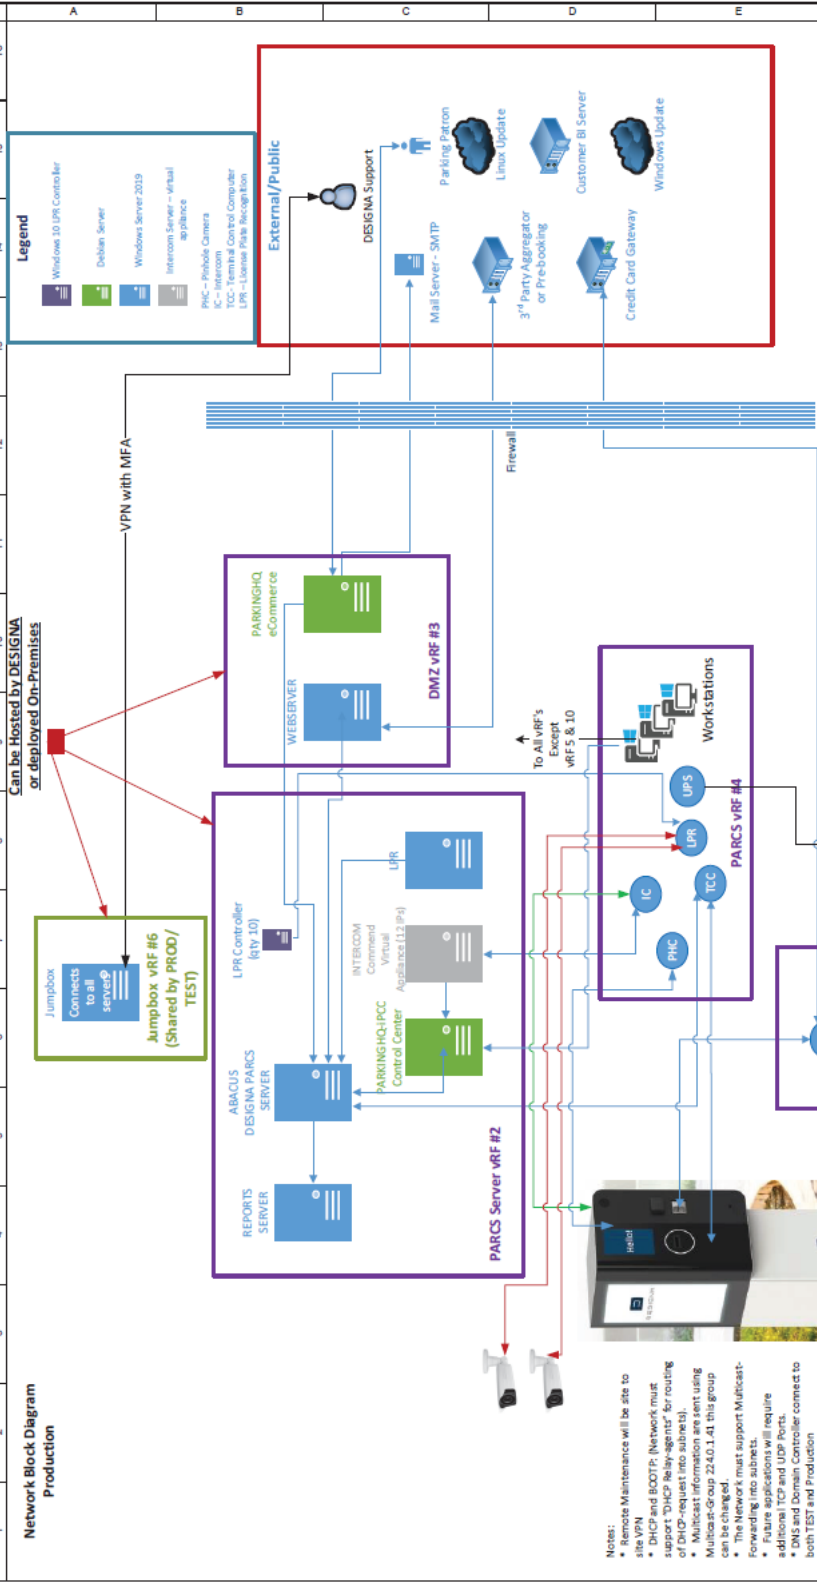 A
B
C
D
E
Network Block Diagram
Production
Can be Hosted by DESIGNA
or deployed On-Premises
VPN with MFA
Legend
Windows 10 LPR Controller
Debian Server
Windows Server 2019
Intercom Server – virtual
appliance
PHC – Pinhole Camera
IC – Intercom
TCC- Terminal Control Computer
LPR – License Plate Recognition
External/Public
DESIGNA Support
Parking Patron
Mail Server - SMTP
Linux Update
3rd Party Aggregator
or Pre-booking
Customer BI Server
Credit Card Gateway
Windows Update
Firewall
Jumpbox
Connects
to all
servers
Jumpbox vRF #6
(Shared by PROD/
TEST)
PARKINGHQ
eCommerce
WEBSERVER
DMZ vRF #3
LPR Controller
(qty 10)
LPR
INTERCOM
Commend
Virtual
Appliance (12 IPs)
PARKINGHQ-iPCC
Control Center
ABACUS
DESIGNA PARCS
SERVER
REPORTS
SERVER
PARCS Server vRF #2
To All vRF's
Except
vRF 5 & 10
Workstations
UPS
LPR
TCC
IC
PHC
PARCS vRF #4
Hello!
DESIGNA
Notes:
* Remote Maintenance will be site to
site VPN
* DHCP and BOOTP: (Network must
support "DHCP Relay-agents" for routing
of DHCP-request into subnets).
* Multicast information are sent using
Multicast-Group 224.0.1.41 this group
can be changed.
* The Network must support Multicast-
Forwarding into subnets.
* Future applications will require
additional TCP and UDP Ports.
* DNS and Domain Controller connect to
both TEST and Production